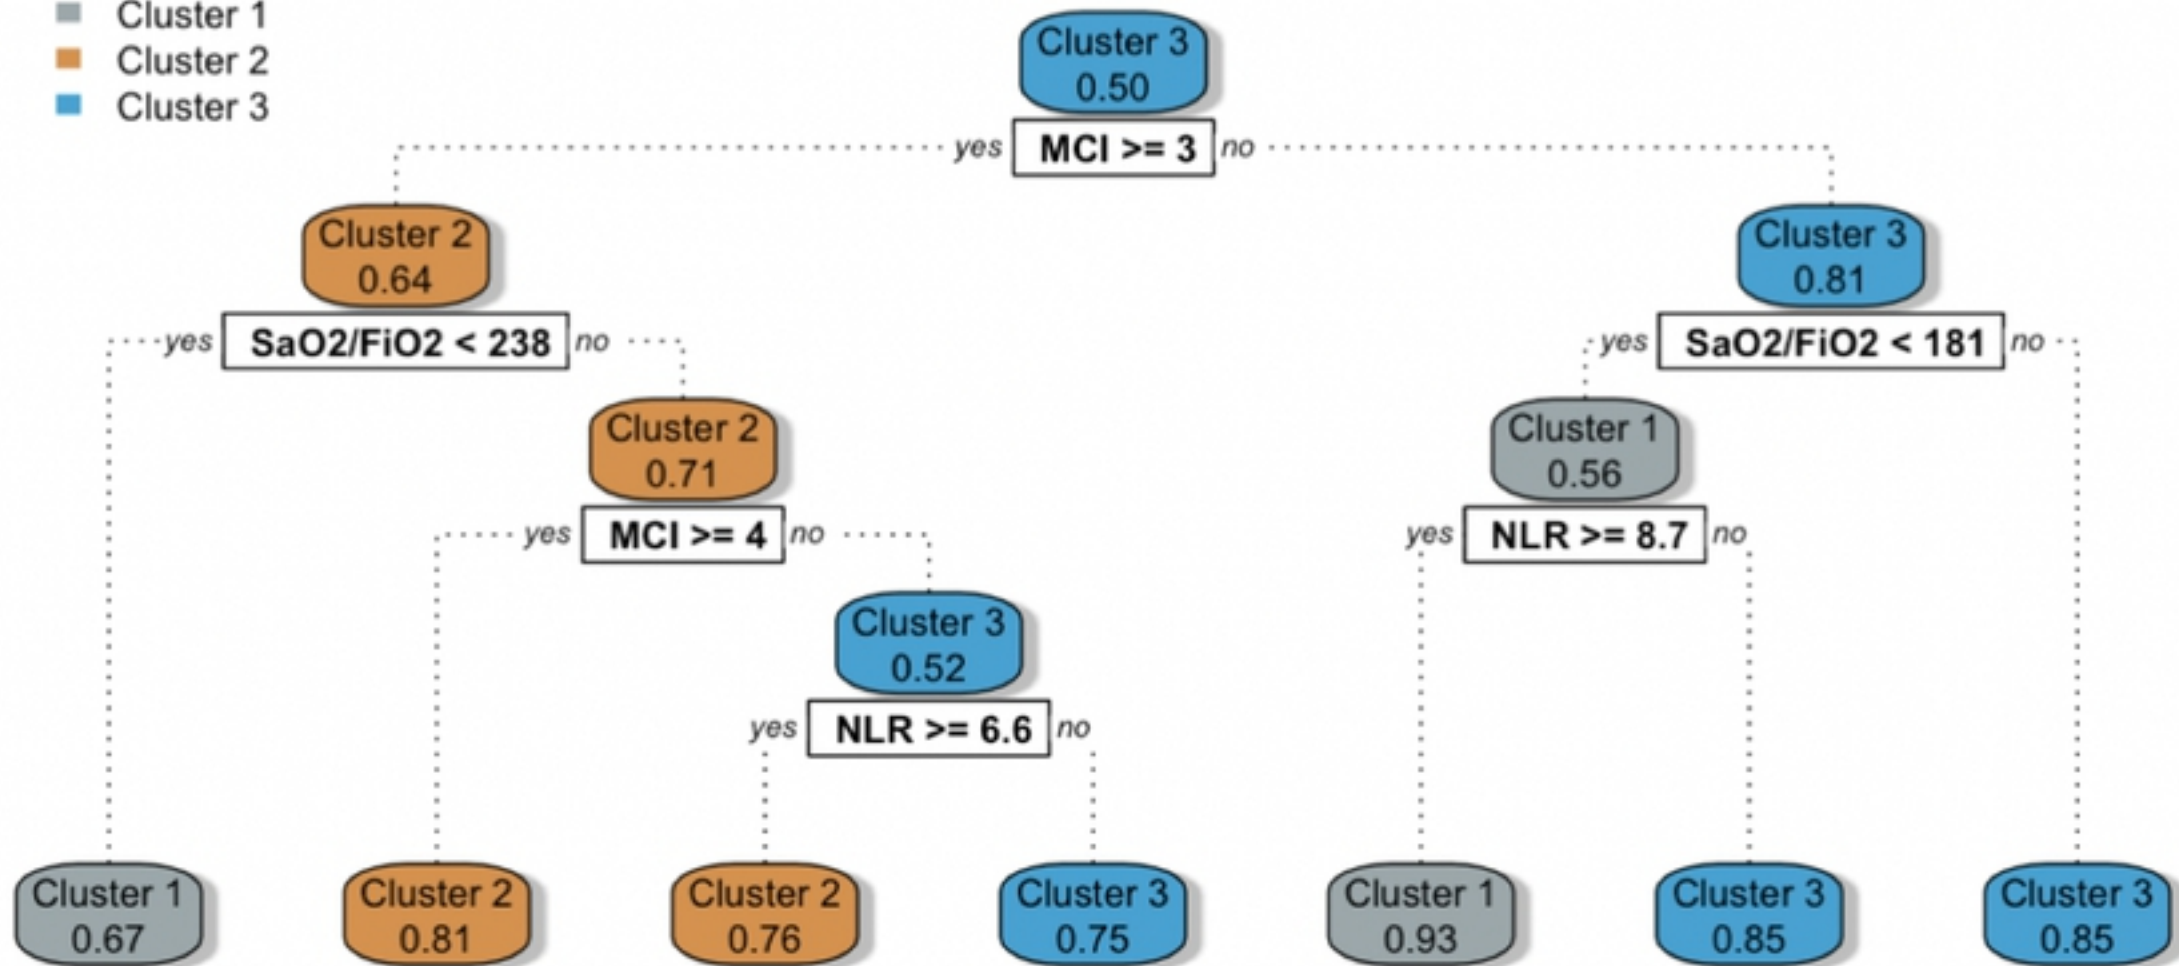 Cluster 1
Cluster 2
Cluster 3
Cluster 3
0.50
yes MCI >= 3 no
Cluster 2
0.64
Cluster 3
0.81
yes SaO2/FiO2 < 238 no
yes SaO2/FiO2 < 181 no
Cluster 2
0.71
Cluster 1
0.56
yes MCI >= 4 no
yes NLR >= 8.7 no
Cluster 3
0.52
yes NLR >= 6.6 no
Cluster 1
0.67
Cluster 2
0.81
Cluster 2
0.76
Cluster 3
0.75
Cluster 1
0.93
Cluster 3
0.85
Cluster 3
0.85